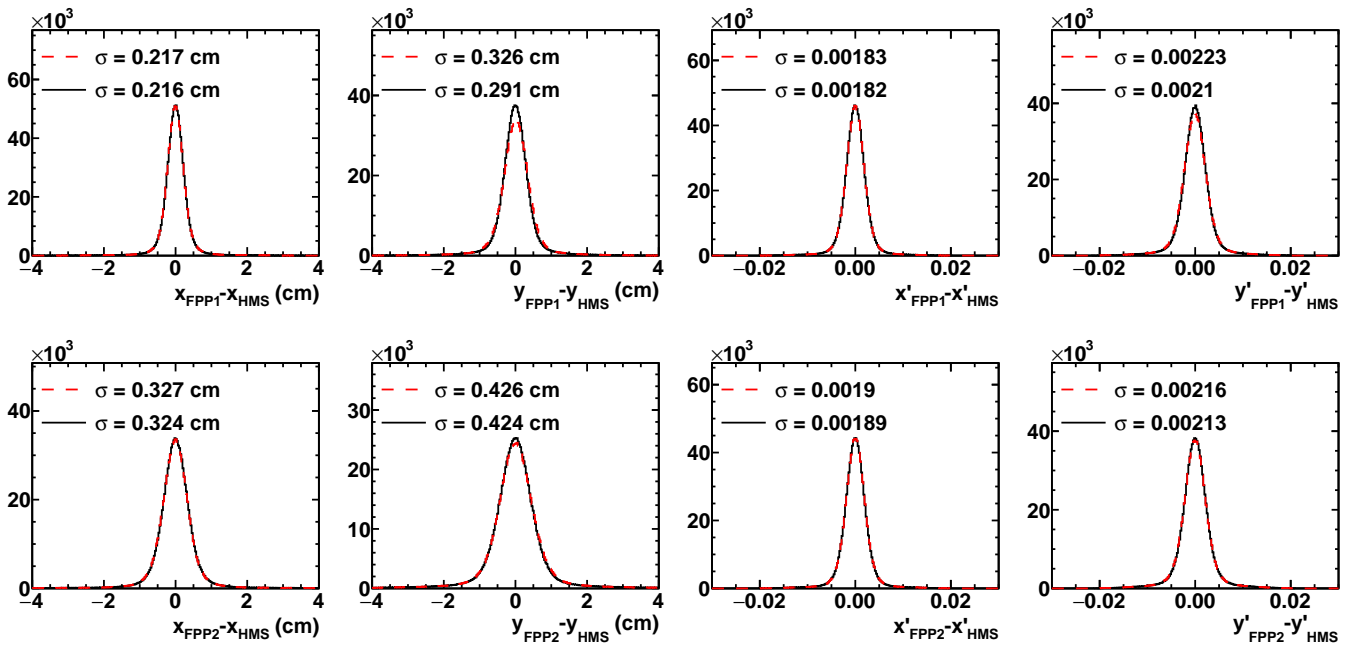 ×10³
σ = 0.217 cm
σ = 0.216 cm
60
40
20
0
−4 −2 0 2 4
x_FPP1-x_HMS (cm)
×10³
σ = 0.326 cm
σ = 0.291 cm
40
20
0
−4 −2 0 2 4
y_FPP1-y_HMS (cm)
×10³
σ = 0.00183
σ = 0.00182
60
40
20
0
−0.02 0.00 0.02
x'_FPP1-x'_HMS
×10³
σ = 0.00223
σ = 0.0021
40
20
0
−0.02 0.00 0.02
y'_FPP1-y'_HMS
×10³
σ = 0.327 cm
σ = 0.324 cm
40
20
0
−4 −2 0 2 4
x_FPP2-x_HMS (cm)
×10³
σ = 0.426 cm
σ = 0.424 cm
30
20
10
0
−4 −2 0 2 4
y_FPP2-y_HMS (cm)
×10³
σ = 0.0019
σ = 0.00189
60
40
20
0
−0.02 0.00 0.02
x'_FPP2-x'_HMS
×10³
σ = 0.00216
σ = 0.00213
40
20
0
−0.02 0.00 0.02
y'_FPP2-y'_HMS